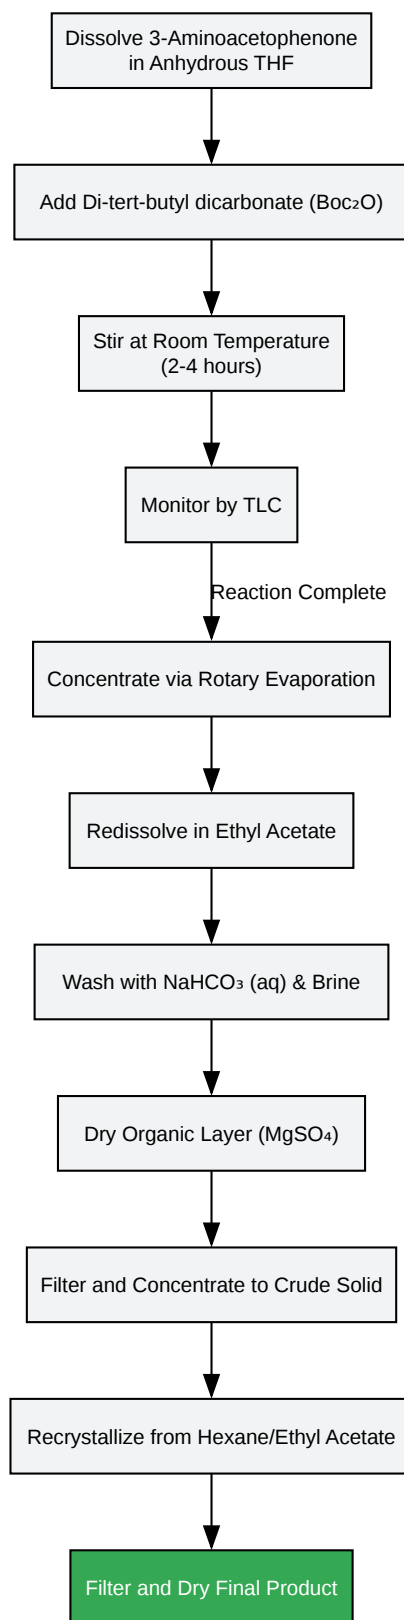 Dissolve 3-Aminoacetophenone
in Anhydrous THF
Add Di-tert-butyl dicarbonate (Boc₂O)
Stir at Room Temperature
(2-4 hours)
Monitor by TLC
Reaction Complete
Concentrate via Rotary Evaporation
Redissolve in Ethyl Acetate
Wash with NaHCO₃ (aq) & Brine
Dry Organic Layer (MgSO₄)
Filter and Concentrate to Crude Solid
Recrystallize from Hexane/Ethyl Acetate
Filter and Dry Final Product